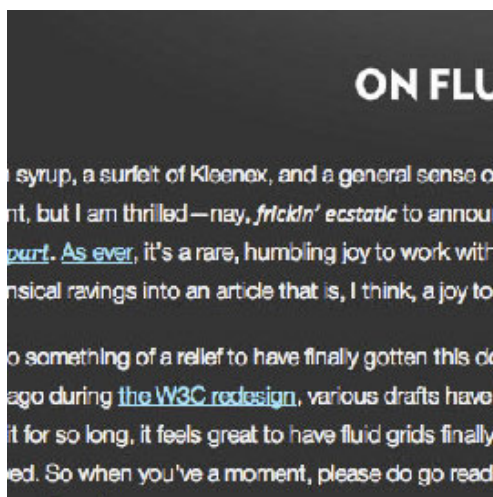 ON FLU
syrup, a surfeit of Kleenex, and a general sense o
nt, but I am thrilled—nay, frickin’ ecstatic to annou
part. As ever, it’s a rare, humbling joy to work with
nsical ravings into an article that is, I think, a joy to
o something of a relief to have finally gotten this do
ago during the W3C redesign, various drafts have
it for so long, it feels great to have fluid grids finally
ed. So when you’ve a moment, please do go read